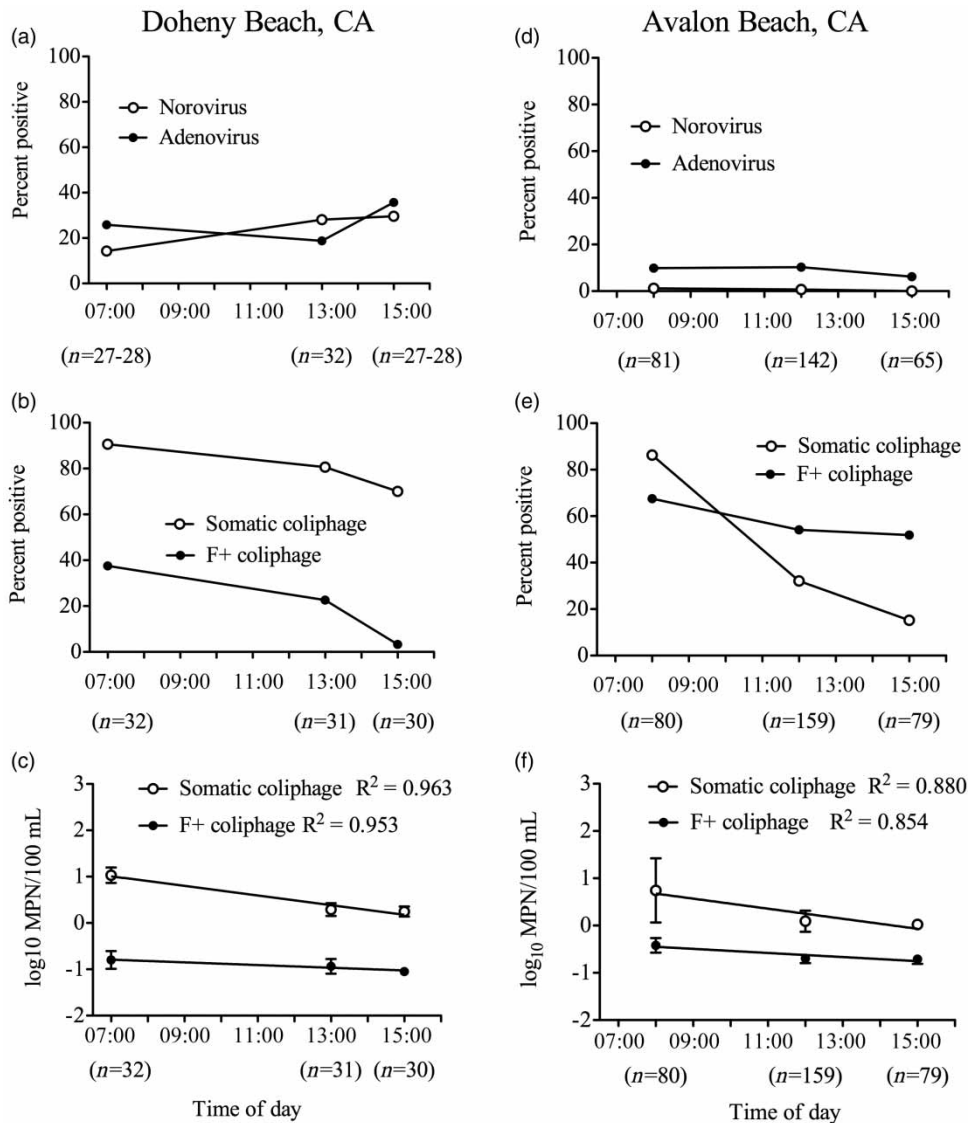 Doheny Beach, CA
(a)
100
80
60
40
20
0
Percent positive
Norovirus
Adenovirus
07:00 09:00 11:00 13:00 15:00
(n=27-28) (n=32) (n=27-28)
(b)
100
80
60
40
20
0
Percent positive
Somatic coliphage
F+ coliphage
07:00 09:00 11:00 13:00 15:00
(n=32) (n=31) (n=30)
(c)
3
2
1
0
-1
-2
log10 MPN/100 mL
Somatic coliphage R² = 0.963
F+ coliphage R² = 0.953
07:00 09:00 11:00 13:00 15:00
(n=32) (n=31) (n=30)
Time of day
Avalon Beach, CA
(d)
100
80
60
40
20
0
Percent positive
Norovirus
Adenovirus
07:00 09:00 11:00 13:00 15:00
(n=81) (n=142) (n=65)
(e)
100
80
60
40
20
0
Percent positive
Somatic coliphage
F+ coliphage
07:00 09:00 11:00 13:00 15:00
(n=80) (n=159) (n=79)
(f)
3
2
1
0
-1
-2
log₁₀ MPN/100 mL
Somatic coliphage R² = 0.880
F+ coliphage R² = 0.854
07:00 09:00 11:00 13:00 15:00
(n=80) (n=159) (n=79)
Time of day